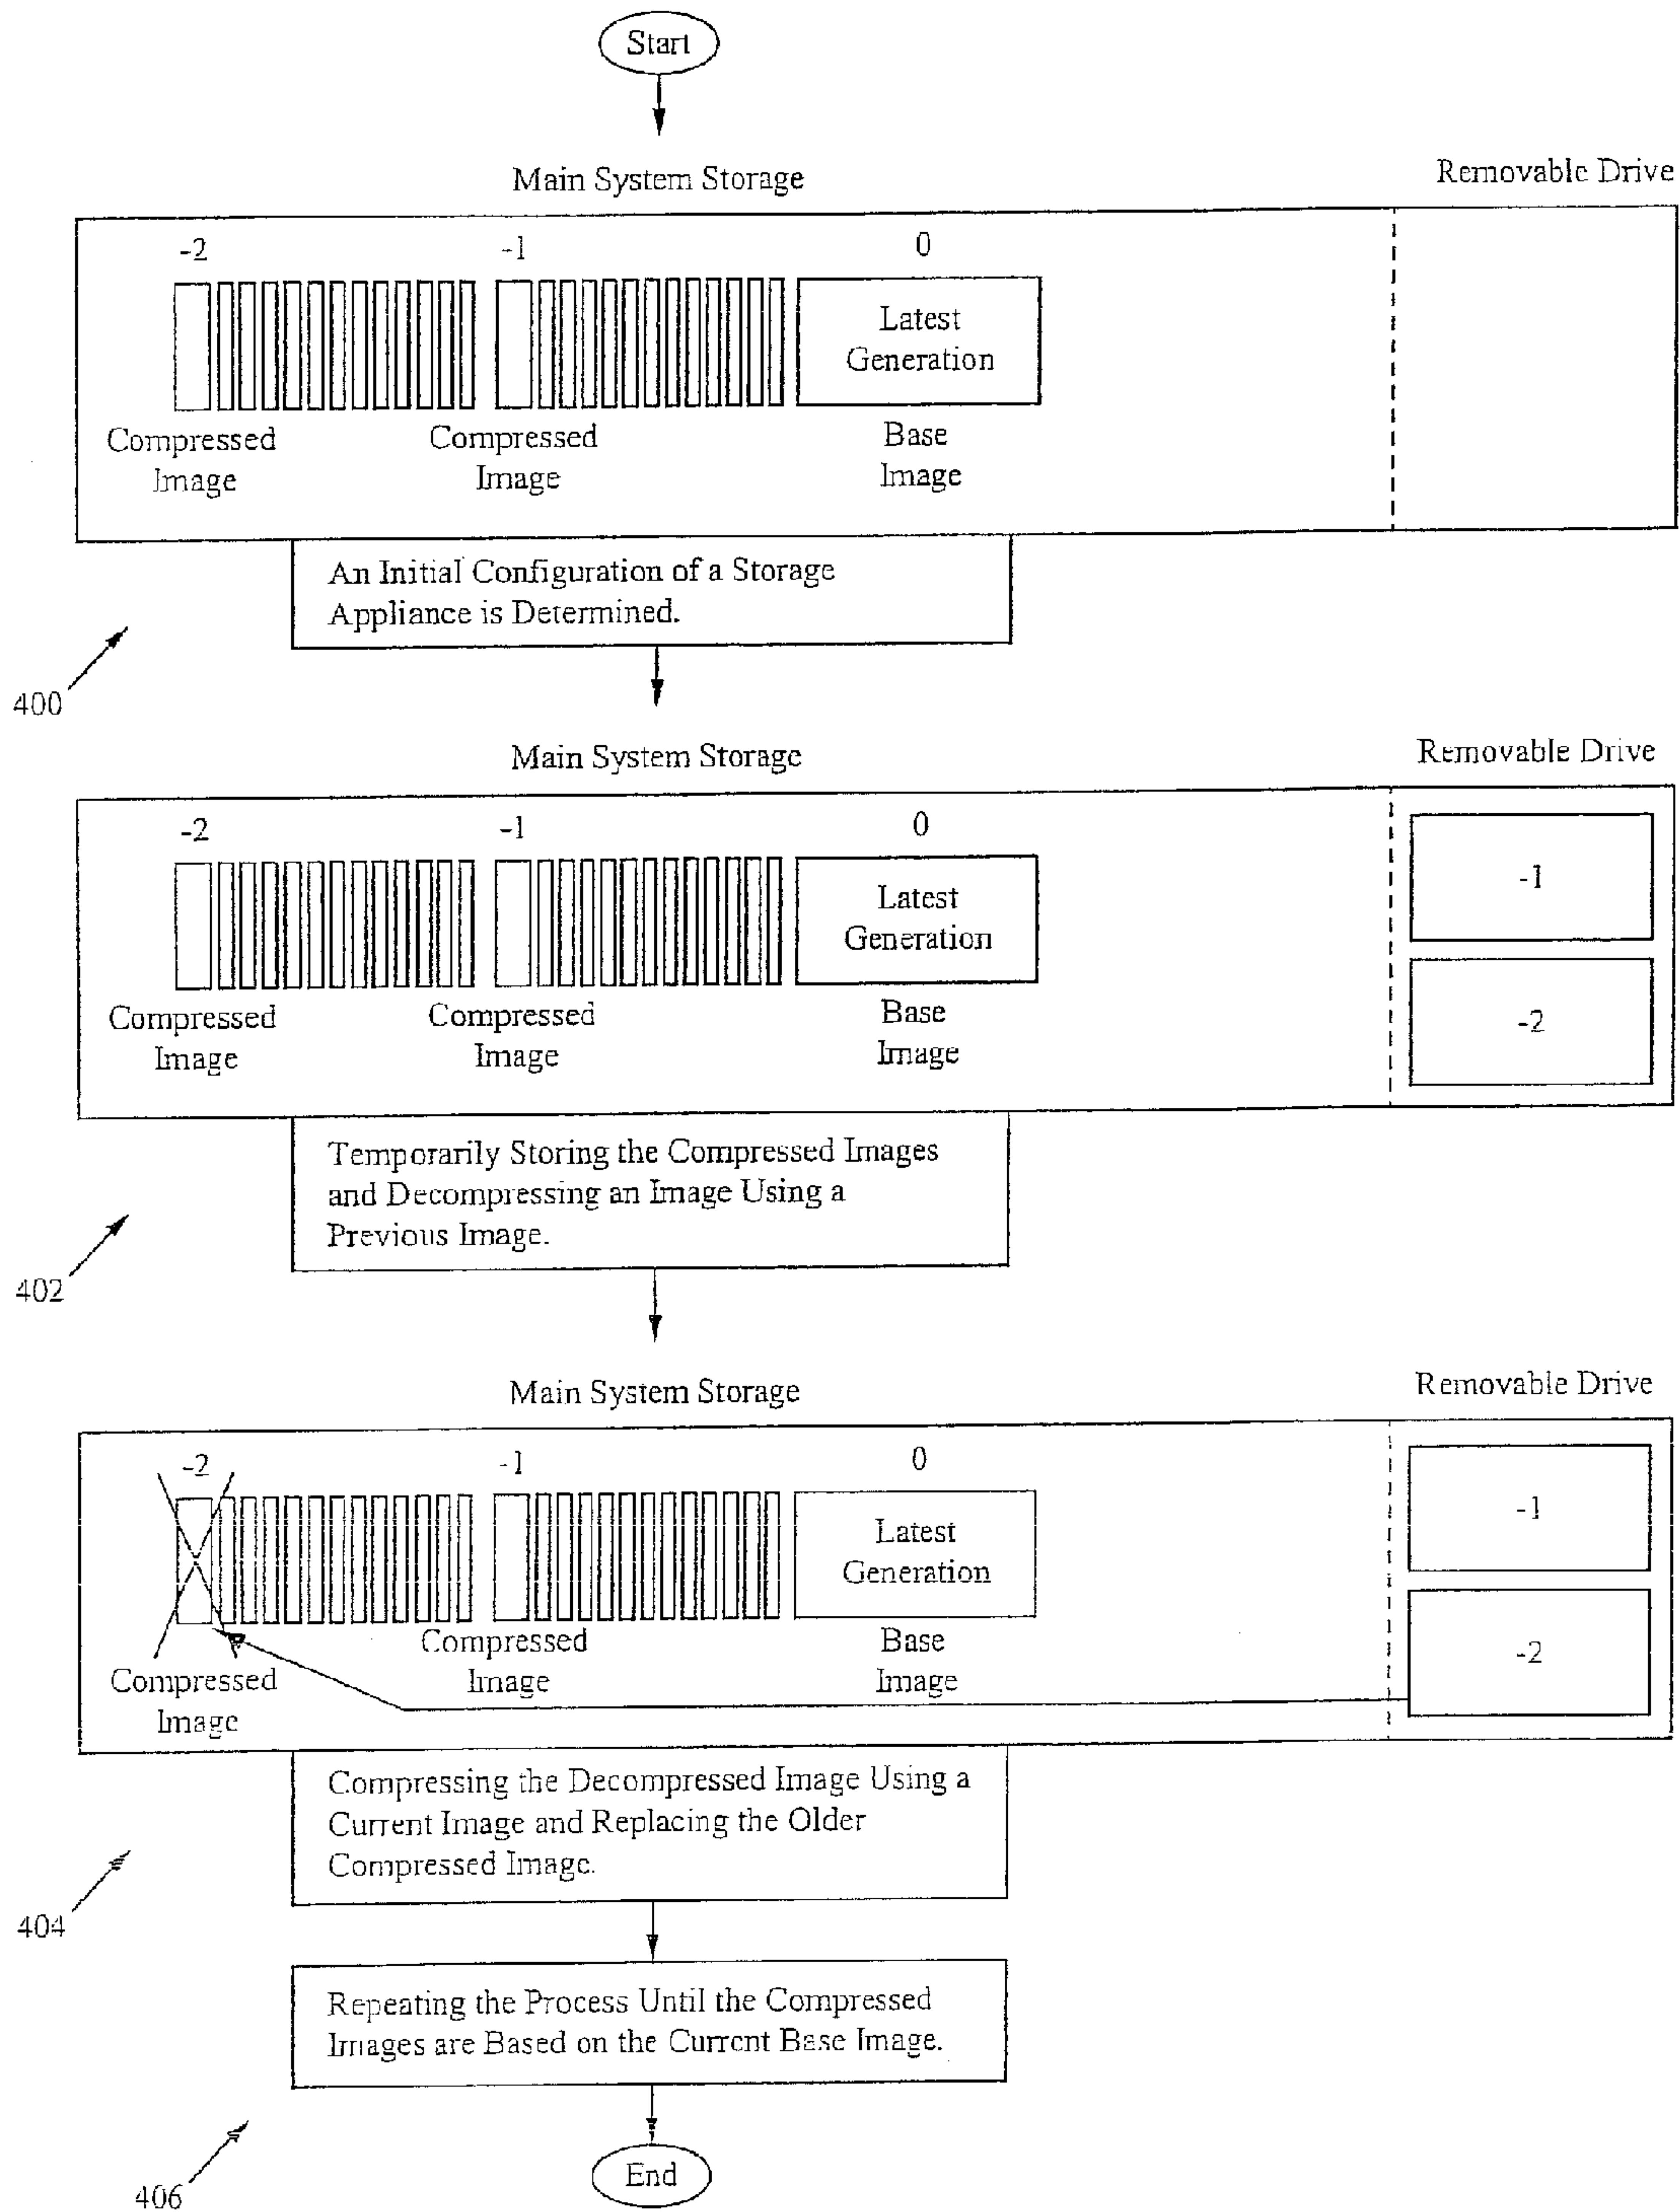 Start
Main System Storage
Removable Drive
-2
-1
0
Latest
Generation
Compressed
Image
Compressed
Image
Base
Image
An Initial Configuration of a Storage
Appliance is Determined.
400
Main System Storage
Removable Drive
-2
-1
0
Latest
Generation
-1
-2
Compressed
Image
Compressed
Image
Base
Image
Temporarily Storing the Compressed Images
and Decompressing an Image Using a
Previous Image.
402
Main System Storage
Removable Drive
-2
-1
0
Latest
Generation
-1
-2
Compressed
Image
Compressed
Image
Base
Image
Compressing the Decompressed Image Using a
Current Image and Replacing the Older
Compressed Image.
404
Repeating the Process Until the Compressed
Images are Based on the Current Base Image.
406
End